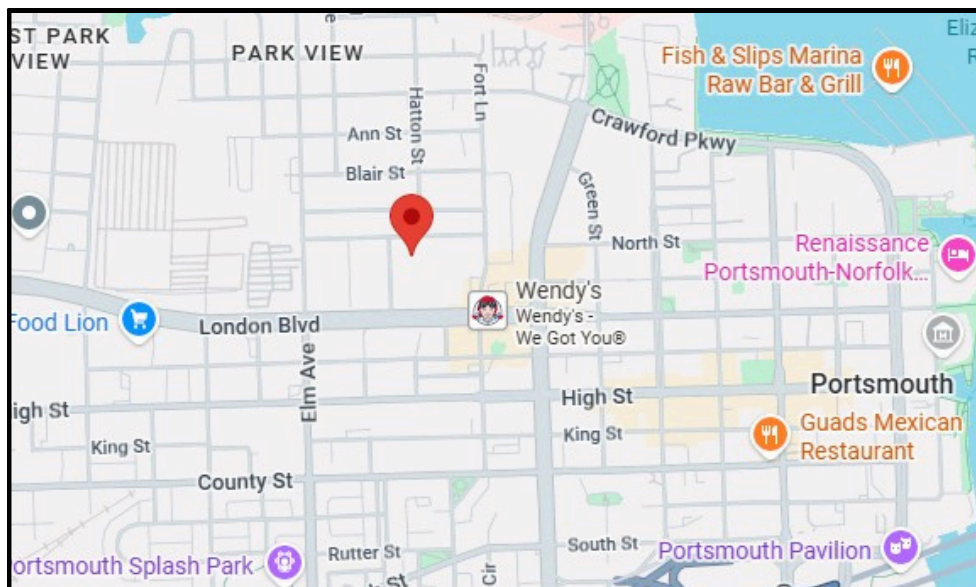 ST PARK
VIEW
PARK VIEW
Hatton St
Fort Ln
Fish & Slips Marina
Raw Bar & Grill
Eliz
R
Crawford Pkwy
Ann St
Blair St
Green St
North St
Renaissance
Portsmouth-Norfolk...
Food Lion
London Blvd
Wendy's
Wendy's -
We Got You®
Elm Ave
Portsmouth
igh St
High St
King St
King St
Guads Mexican
Restaurant
County St
Rutter St
South St
Portsmouth Pavilion
ortsmouth Splash Park
Cir
k St